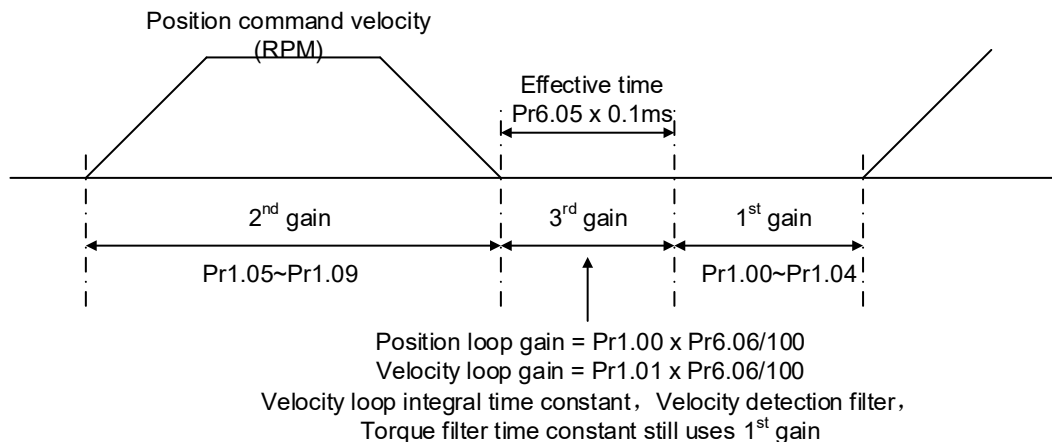 Position command velocity
(RPM)
Effective time
Pr6.05 x 0.1ms
2nd gain
3rd gain
1st gain
Pr1.05~Pr1.09
Pr1.00~Pr1.04
Position loop gain = Pr1.00 x Pr6.06/100
Velocity loop gain = Pr1.01 x Pr6.06/100
Velocity loop integral time constant，Velocity detection filter，
Torque filter time constant still uses 1st gain